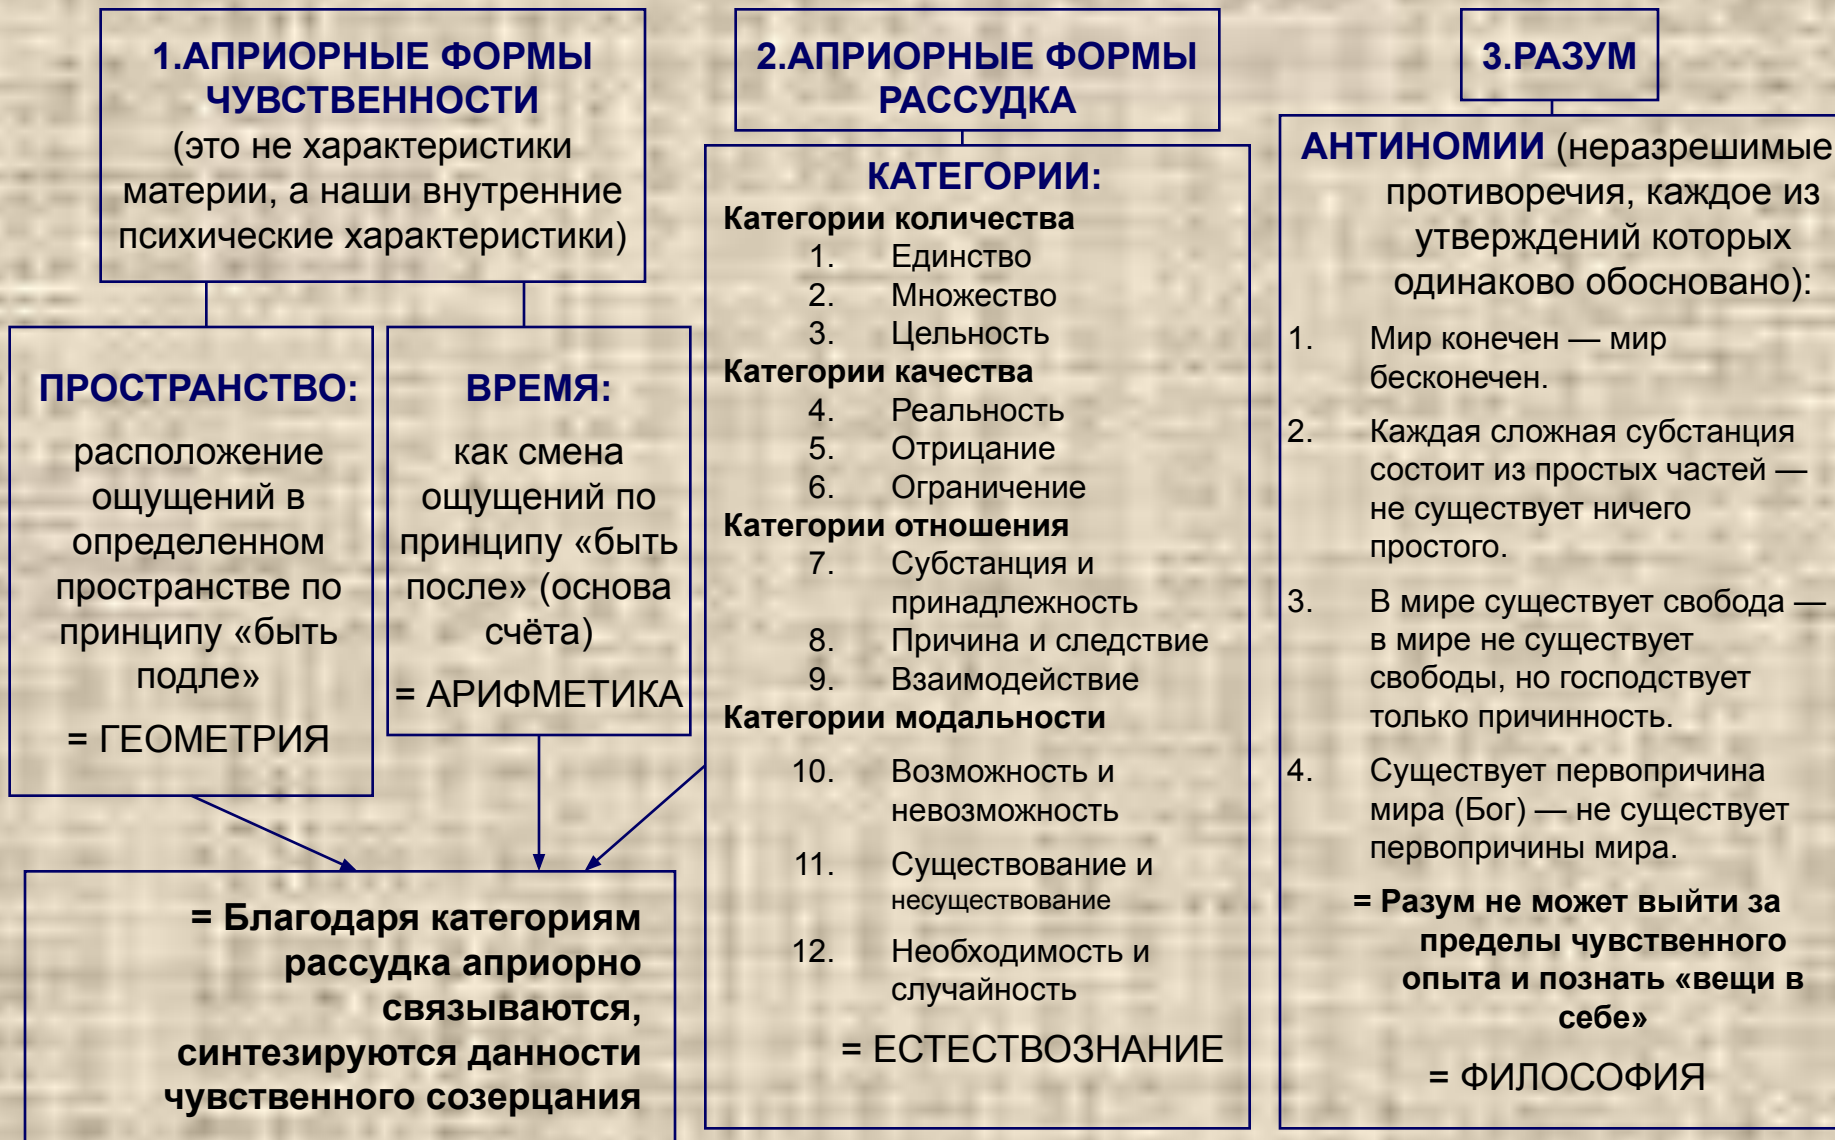 1.АПРИОРНЫЕ ФОРМЫ
ЧУВСТВЕННОСТИ
(это не характеристики
материи, а наши внутренние
психические характеристики)
ПРОСТРАНСТВО:
расположение
ощущений в
определенном
пространстве по
принципу «быть
подле»
= ГЕОМЕТРИЯ
ВРЕМЯ:
как смена
ощущений по
принципу «быть
после» (основа
счёта)
= АРИФМЕТИКА
= Благодаря категориям
рассудка априорно
связываются,
синтезируются данности
чувственного созерцания
2.АПРИОРНЫЕ ФОРМЫ
РАССУДКА
КАТЕГОРИИ:
Категории количества
1. Единство
2. Множество
3. Цельность
Категории качества
4. Реальность
5. Отрицание
6. Ограничение
Категории отношения
7. Субстанция и
принадлежность
8. Причина и следствие
9. Взаимодействие
Категории модальности
10. Возможность и
невозможность
11. Существование и
несуществование
12. Необходимость и
случайность
= ЕСТЕСТВОЗНАНИЕ
3.РАЗУМ
АНТИНОМИИ (неразрешимые
противоречия, каждое из
утверждений которых
одинаково обосновано):
1. Мир конечен — мир
бесконечен.
2. Каждая сложная субстанция
состоит из простых частей —
не существует ничего
простого.
3. В мире существует свобода —
в мире не существует
свободы, но господствует
только причинность.
4. Существует первопричина
мира (Бог) — не существует
первопричины мира.
= Разум не может выйти за
пределы чувственного
опыта и познать «вещи в
себе»
= ФИЛОСОФИЯ